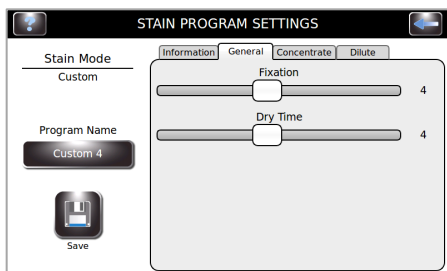 STAIN PROGRAM SETTINGS
Stain Mode
Custom
Program Name
Custom 4
Save
Information General Concentrate Dilute
Fixation
4
Dry Time
4